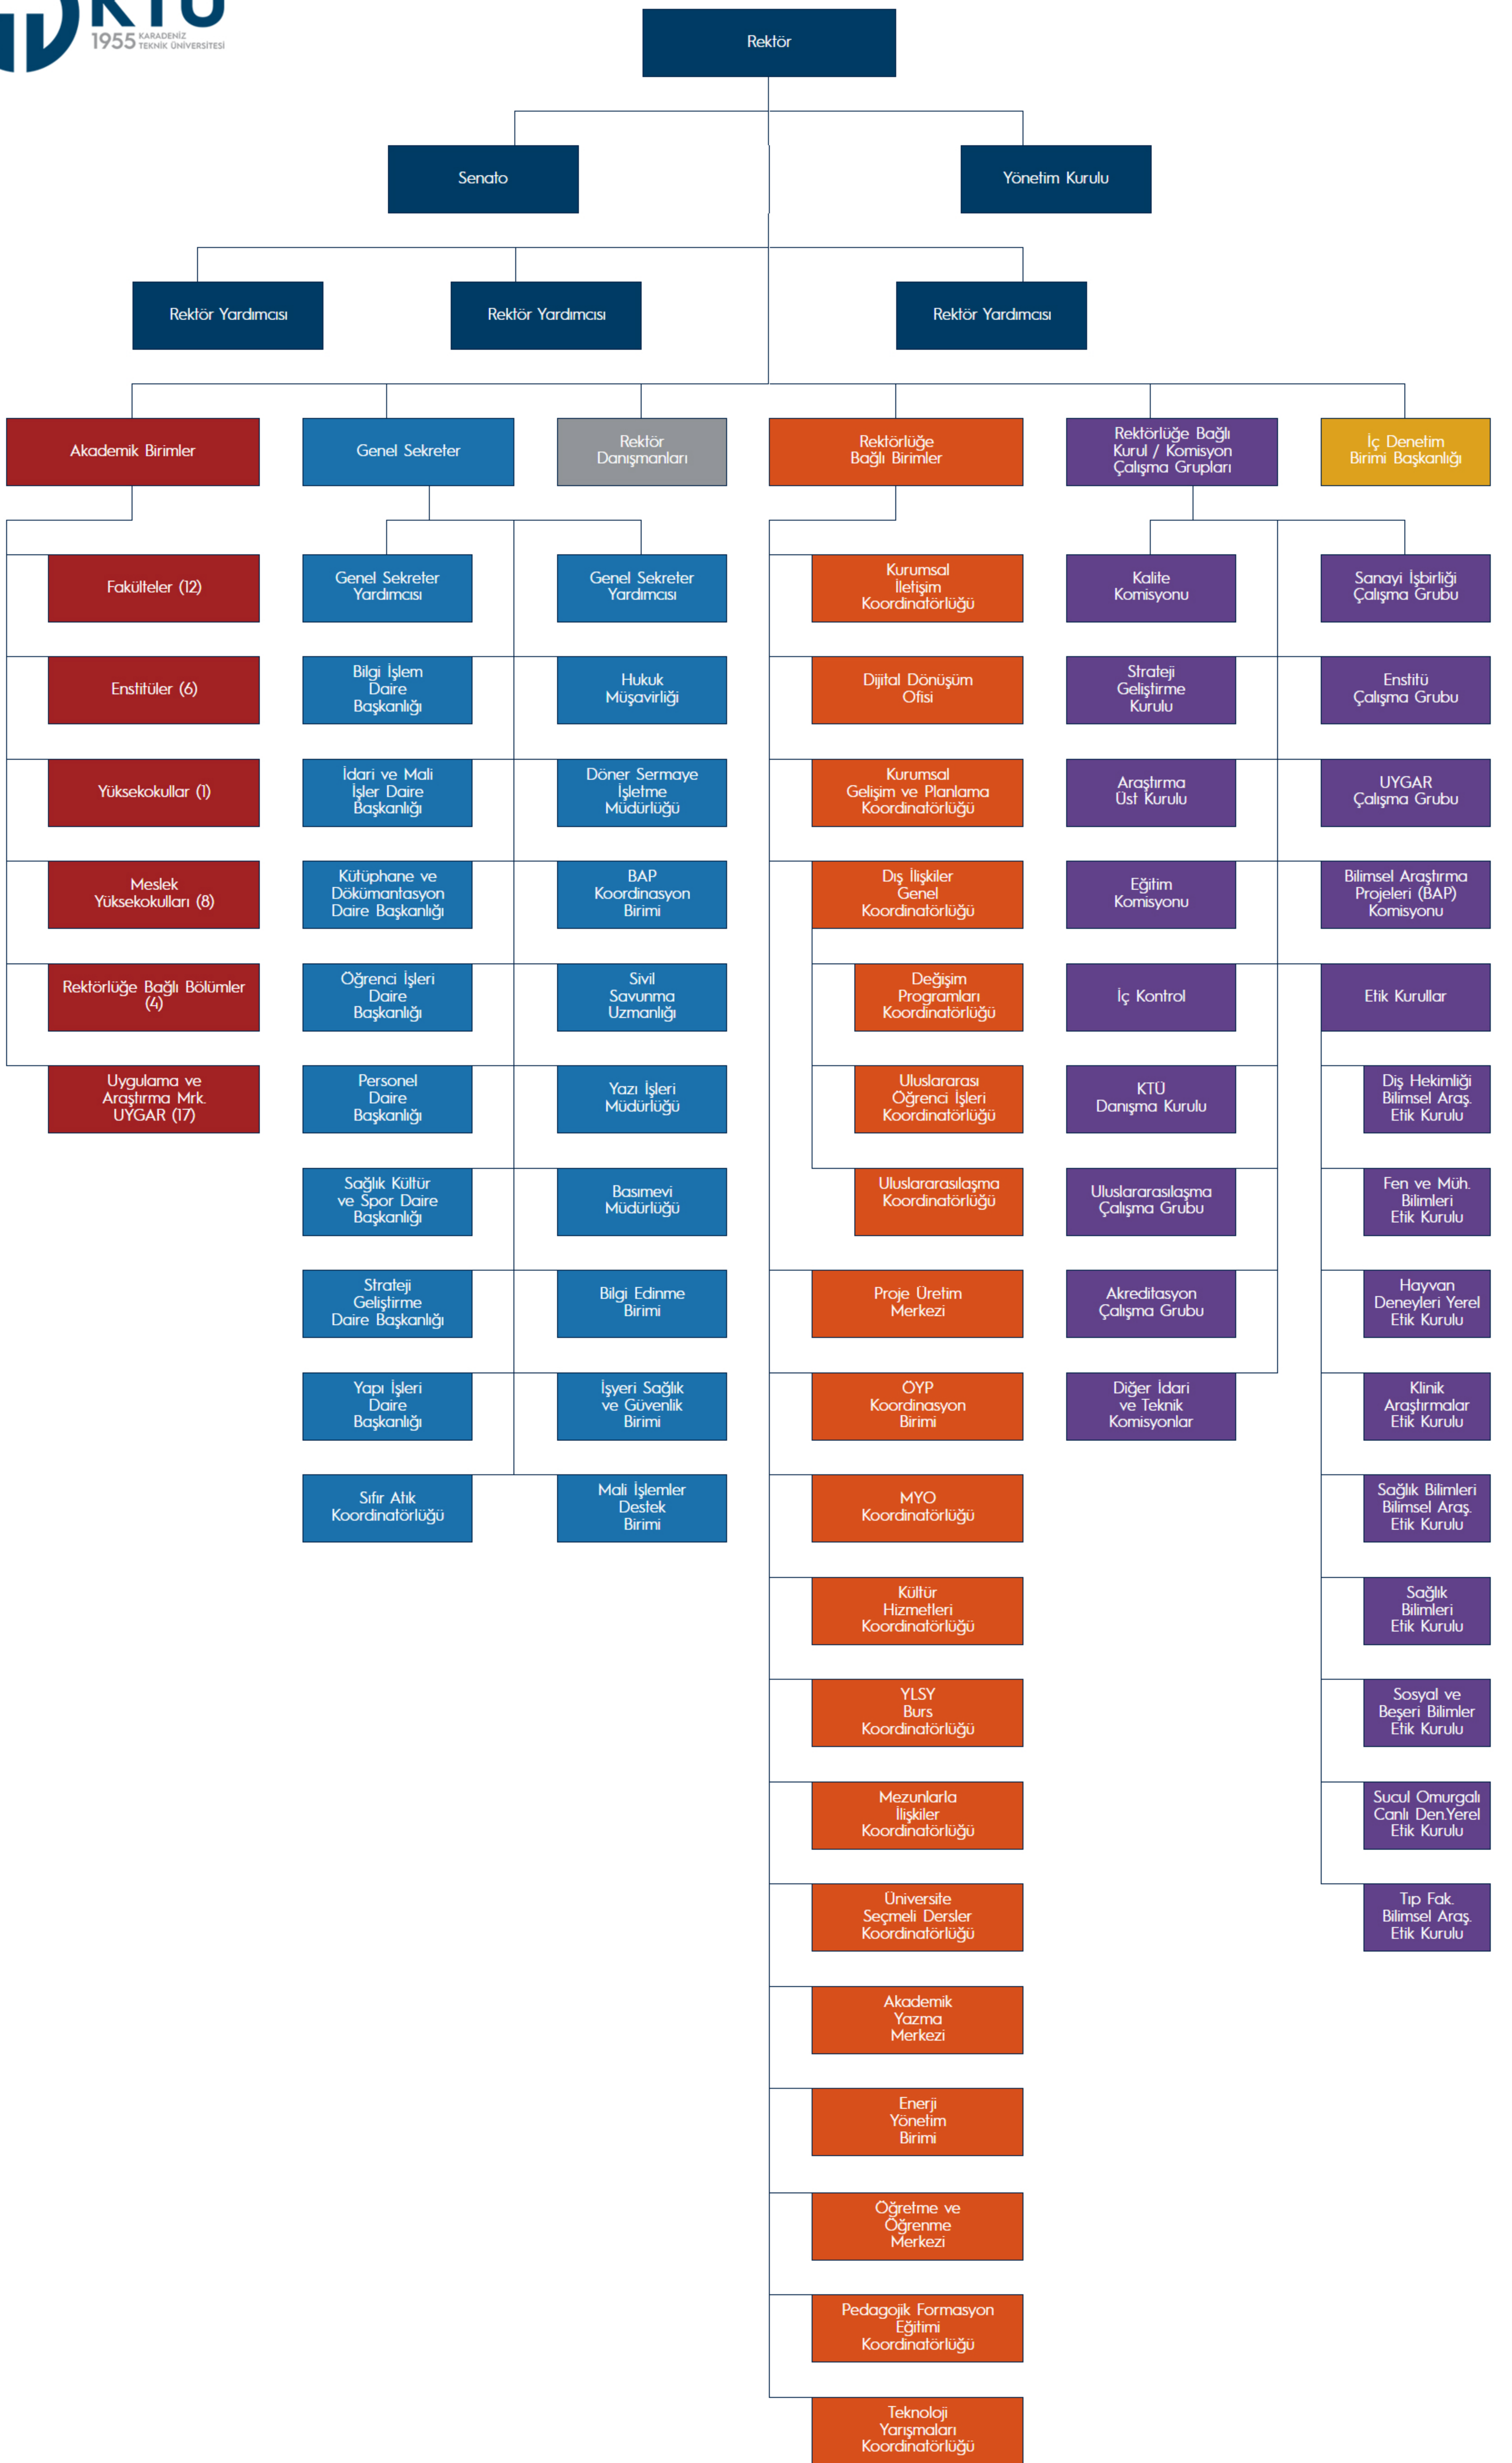 KTÜ
1955 KARADENİZ
TEKNİK ÜNİVERSİTESİ
Rektör
Senato
Yönetim Kurulu
Rektör Yardımcısı
Rektör Yardımcısı
Rektör Yardımcısı
Akademik Birimler
Genel Sekreter
Rektör
Danışmanları
Rektörlüğe
Bağlı Birimler
Rektörlüğe Bağlı
Kurul / Komisyon
Çalışma Grupları
İç Denetim
Birimi Başkanlığı
Fakülteler (12)
Enstitüler (6)
Yüksekokullar (1)
Meslek
Yüksekokulları (8)
Rektörlüğe Bağlı Bölümler
(4)
Uygulama ve
Araştırma Mrk.
UYGAR (17)
Genel Sekreter
Yardımcısı
Genel Sekreter
Yardımcısı
Bilgi İşlem
Daire
Başkanlığı
Hukuk
Müşavirliği
İdari ve Mali
İşler Daire
Başkanlığı
Döner Sermaye
İşletme
Müdürlüğü
Kütüphane ve
Dökümantasyon
Daire Başkanlığı
BAP
Koordinasyon
Birimi
Öğrenci İşleri
Daire
Başkanlığı
Sivil
Savunma
Uzmanlığı
Personel
Daire
Başkanlığı
Yazı İşleri
Müdürlüğü
Sağlık Kültür
ve Spor Daire
Başkanlığı
Basımevi
Müdürlüğü
Strateji
Geliştirme
Daire Başkanlığı
Bilgi Edinme
Birimi
Yapı İşleri
Daire
Başkanlığı
İşyeri Sağlık
ve Güvenlik
Birimi
Sıfır Atık
Koordinatörlüğü
Mali İşlemler
Destek
Birimi
Kurumsal
İletişim
Koordinatörlüğü
Dijital Dönüşüm
Ofisi
Kurumsal
Gelişim ve Planlama
Koordinatörlüğü
Dış İlişkiler
Genel
Koordinatörlüğü
Değişim
Programları
Koordinatörlüğü
Uluslararası
Öğrenci İşleri
Koordinatörlüğü
Uluslararasılaşma
Koordinatörlüğü
Proje Üretim
Merkezi
ÖYP
Koordinasyon
Birimi
MYO
Koordinatörlüğü
Kültür
Hizmetleri
Koordinatörlüğü
YLSY
Burs
Koordinatörlüğü
Mezunlarla
İlişkiler
Koordinatörlüğü
Üniversite
Seçmeli Dersler
Koordinatörlüğü
Akademik
Yazma
Merkezi
Enerji
Yönetim
Birimi
Öğretme ve
Öğrenme
Merkezi
Pedagojik Formasyon
Eğitimi
Koordinatörlüğü
Teknoloji
Yarışmaları
Koordinatörlüğü
Kalite
Komisyonu
Sanayi İşbirliği
Çalışma Grubu
Strateji
Geliştirme
Kurulu
Enstitü
Çalışma Grubu
Araştırma
Üst Kurulu
UYGAR
Çalışma Grubu
Eğitim
Komisyonu
Bilimsel Araştırma
Projeleri (BAP)
Komisyonu
İç Kontrol
Etik Kurullar
KTÜ
Danışma Kurulu
Uluslararasılaşma
Çalışma Grubu
Akreditasyon
Çalışma Grubu
Diğer İdari
ve Teknik
Komisyonlar
Diş Hekimliği
Bilimsel Araş.
Etik Kurulu
Fen ve Müh.
Bilimleri
Etik Kurulu
Hayvan
Deneyleri Yerel
Etik Kurulu
Klinik
Araştırmalar
Etik Kurulu
Sağlık Bilimleri
Bilimsel Araş.
Etik Kurulu
Sağlık
Bilimleri
Etik Kurulu
Sosyal ve
Beşeri Bilimler
Etik Kurulu
Sucul Omurgalı
Canlı Den.Yerel
Etik Kurulu
Tıp Fak.
Bilimsel Araş.
Etik Kurulu